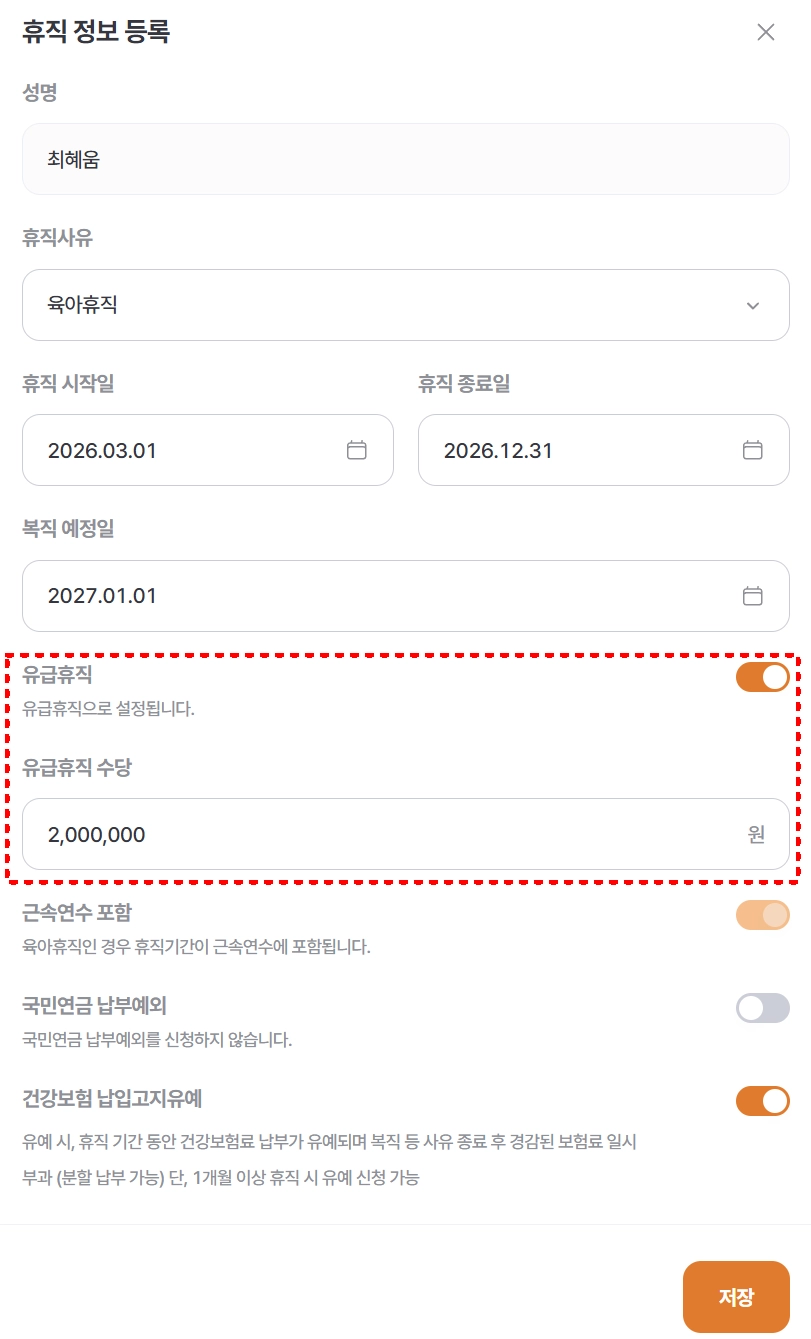 휴직 정보 등록
성명
최혜움
휴직사유
육아휴직
휴직 시작일
휴직 종료일
2026.03.01
2026.12.31
복직 예정일
2027.01.01
유급휴직
유급휴직으로 설정됩니다.
유급휴직 수당
2,000,000
원
근속연수 포함
육아휴직인 경우 휴직기간이 근속연수에 포함됩니다.
국민연금 납부예외
국민연금 납부예외를 신청하지 않습니다.
건강보험 납입고지유예
유예 시, 휴직 기간 동안 건강보험료 납부가 유예되며 복직 등 사유 종료 후 경감된 보험료 일시
부과 (분할 납부 가능) 단, 1개월 이상 휴직 시 유예 신청 가능
저장